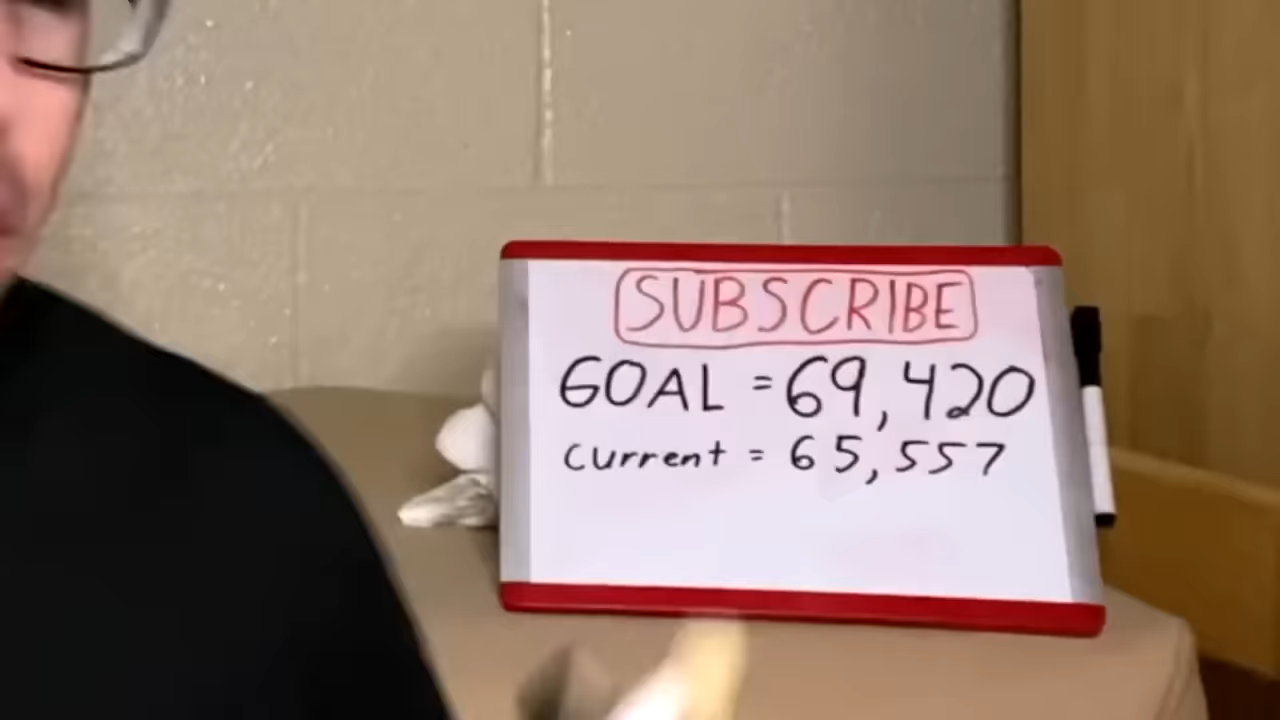 SUBSCRIBE
GOAL = 69,420
Current = 65,557